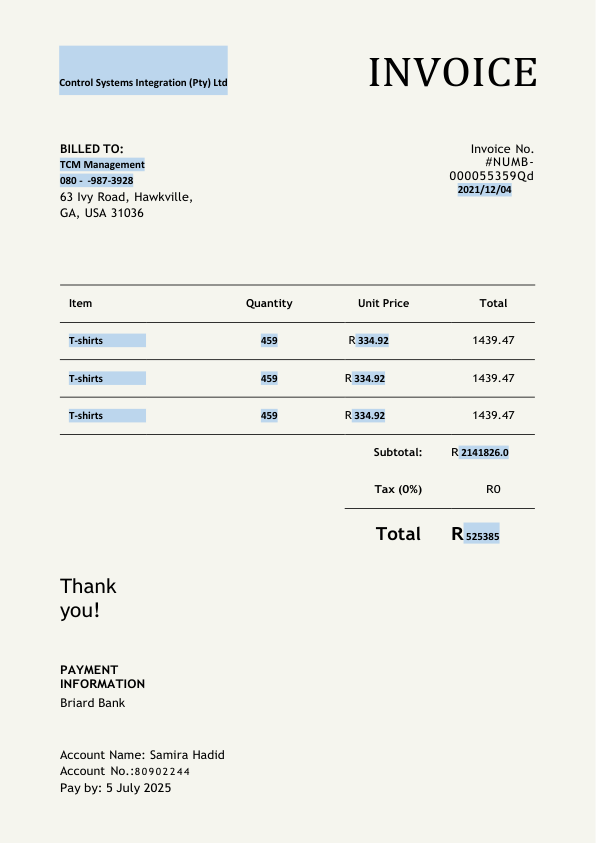 Control Systems Integration (Pty) Ltd
INVOICE
BILLED TO:
TCM Management
080 - -987-3928
63 Ivy Road, Hawkville,
GA, USA 31036
Invoice No.
#NUMB-
000055359Qd
2021/12/04
Item Quantity Unit Price Total
T-shirts 459 R 334.92 1439.47
T-shirts 459 R 334.92 1439.47
T-shirts 459 R 334.92 1439.47
Subtotal: R 2141826.0
Tax (0%) R0
Total R 525385
Thank
you!
PAYMENT
INFORMATION
Briard Bank
Account Name: Samira Hadid
Account No.:80902244
Pay by: 5 July 2025